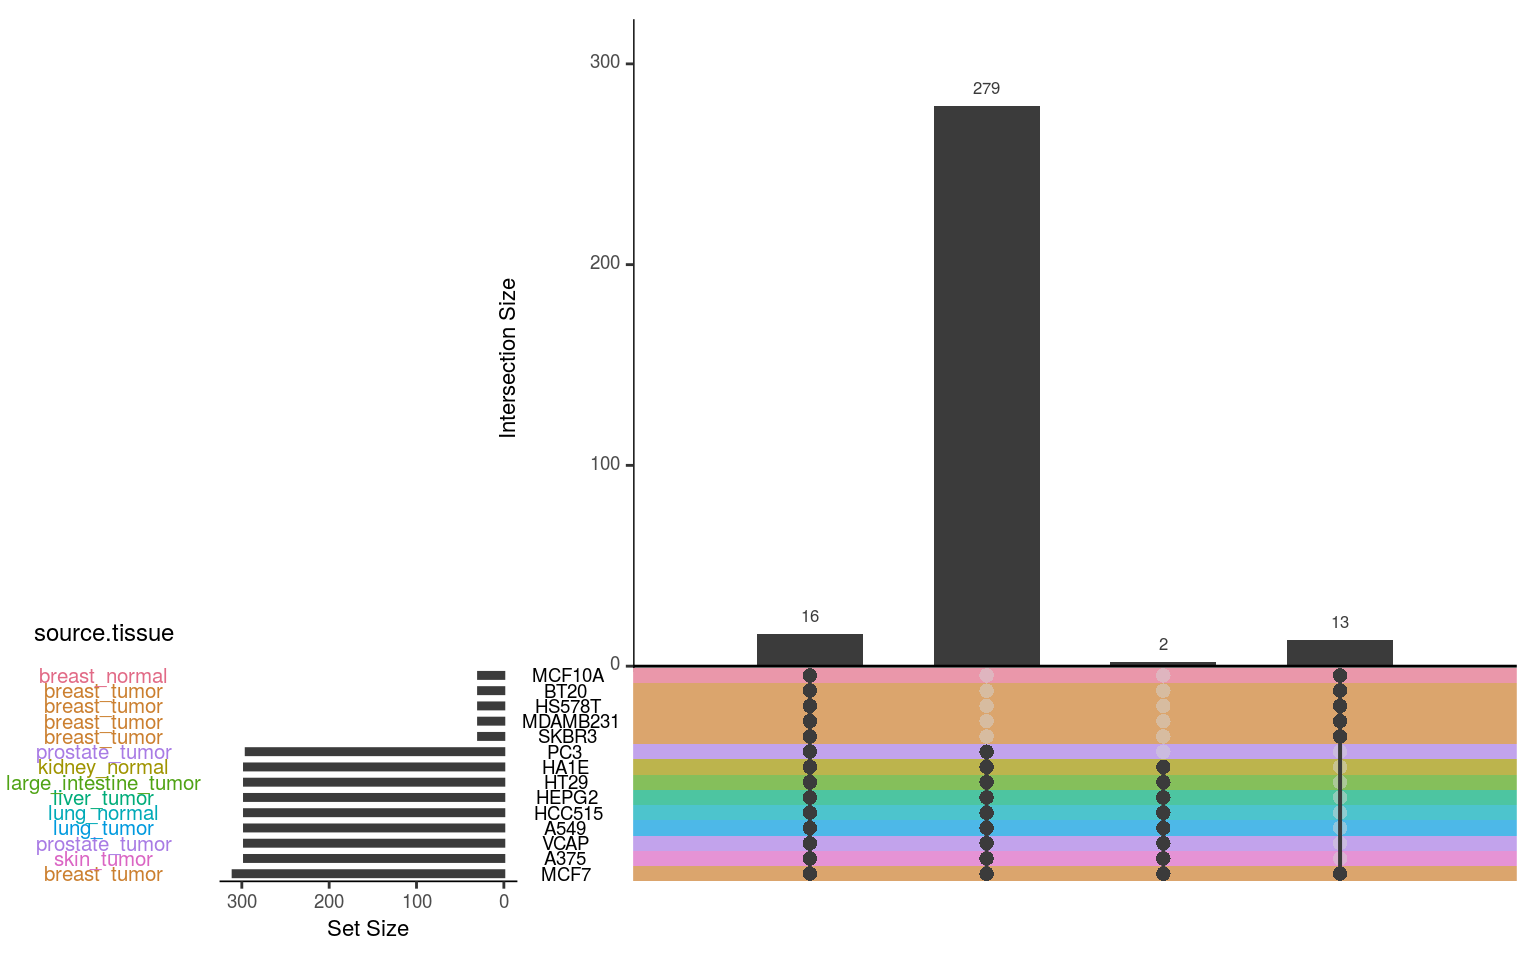 300
279
200
Intersection Size
100
16
2
13
0
source.tissue
breast_normal MCF10A
breast_tumor BT20
breast_tumor HS578T
breast_tumor MDAMB231
breast_tumor SKBR3
prostate_tumor PC3
kidney_normal HA1E
large_intestine_tumor HT29
liver_tumor HEPG2
lung_normal HCC515
lung_tumor A549
prostate_tumor VCAP
skin_tumor A375
breast_tumor MCF7
300 200 100 0
Set Size